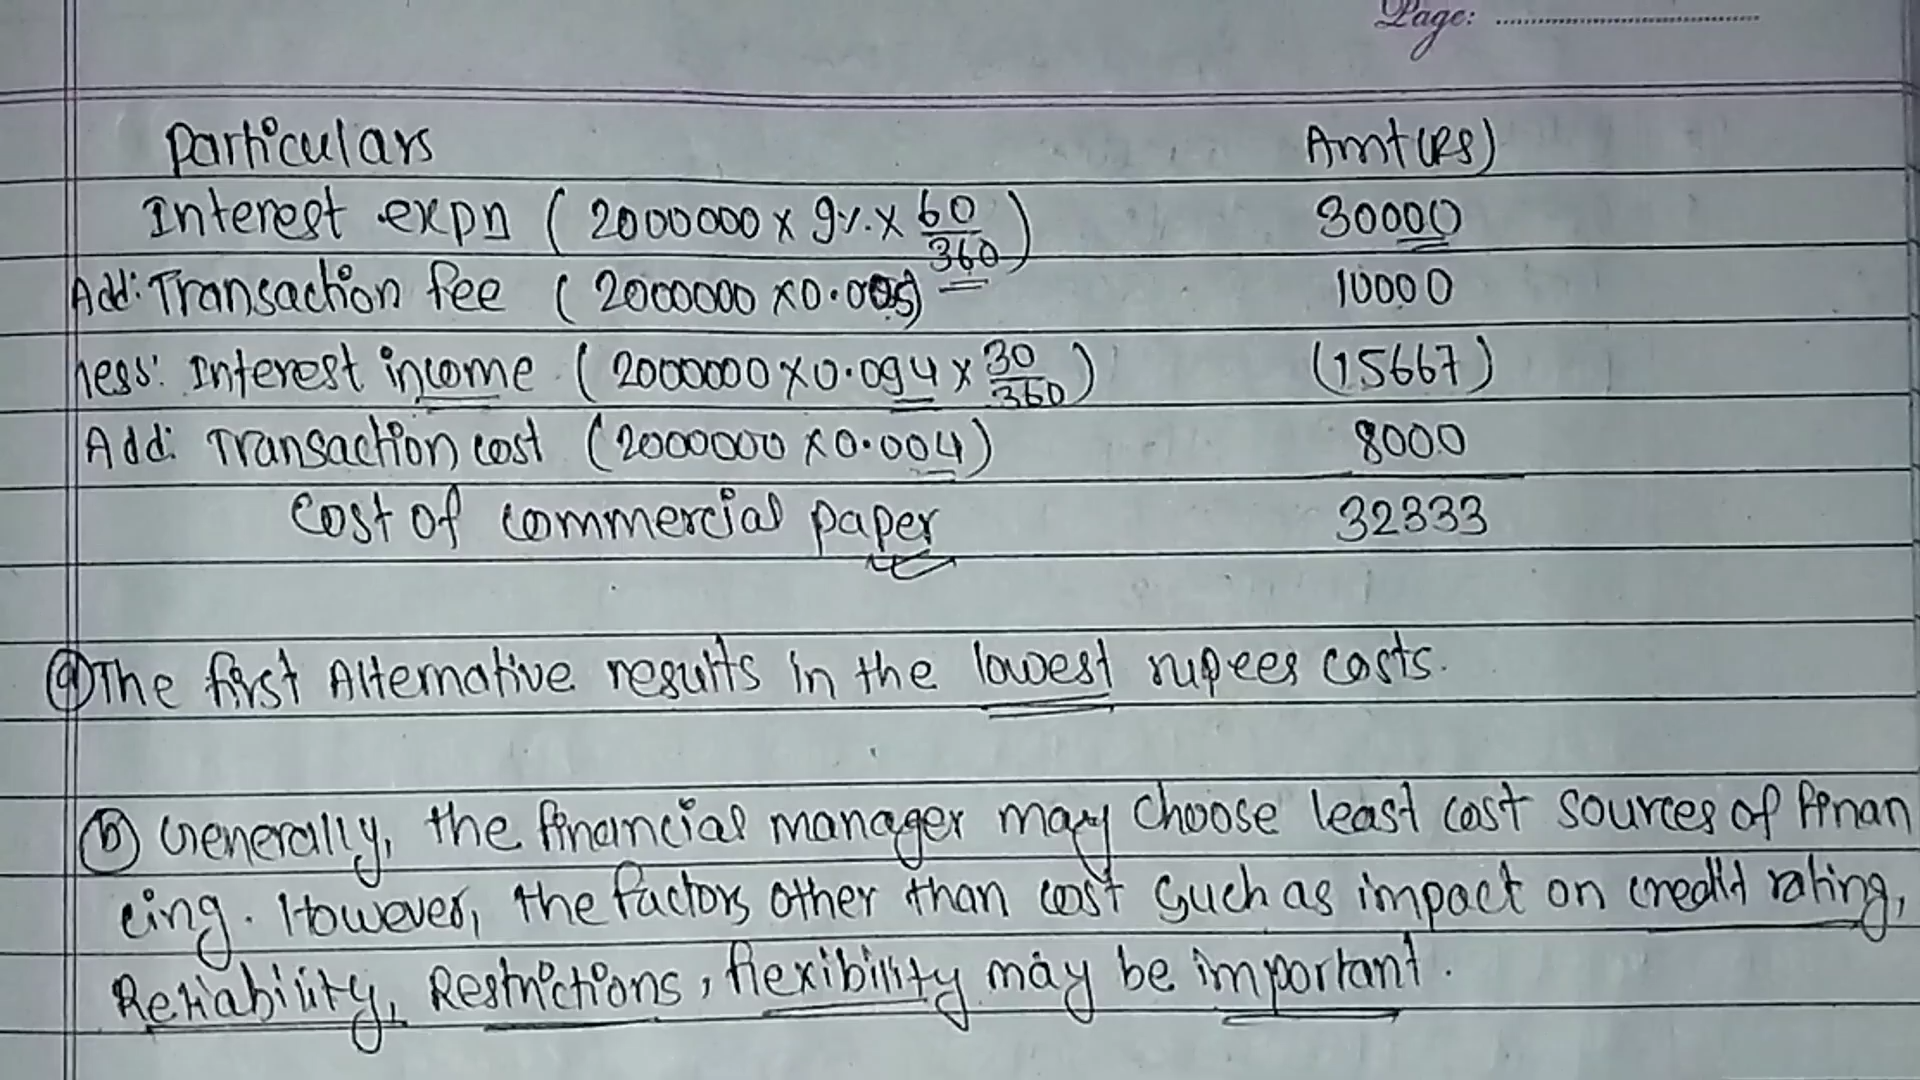 Page:
Particulars Amt(RS)
Interest expn (2000000 x 9% x 60/360) 30000
Add: Transaction fee (2000000 x 0.005) 10000
less: Interest income (2000000 x 0.094 x 30/360) (15667)
Add: Transaction cost (2000000 x 0.004) 8000
Cost of commercial paper 32333
(a) The first Alternative results in the lowest rupees costs.
(b) Generally, the financial manager may choose least cost sources of finan
cing. However, the factors other than cost such as impact on credit rating,
Reliability, Restrictions, flexibility may be important.